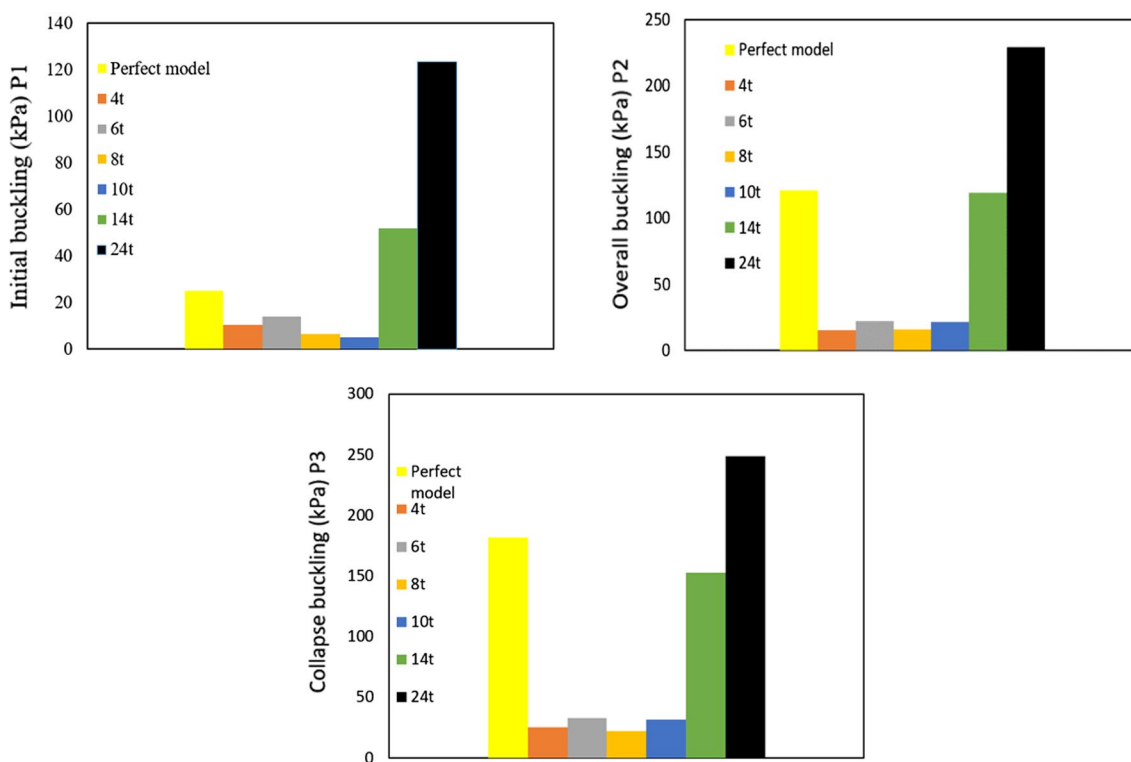 Initial buckling (kPa) P1
140
120
100
80
60
40
20
0
Perfect model
4t
6t
8t
10t
14t
24t
Overall buckling (kPa) P2
250
200
150
100
50
0
Perfect model
4t
6t
8t
10t
14t
24t
Collapse buckling (kPa) P3
300
250
200
150
100
50
0
Perfect
model
4t
6t
8t
10t
14t
24t